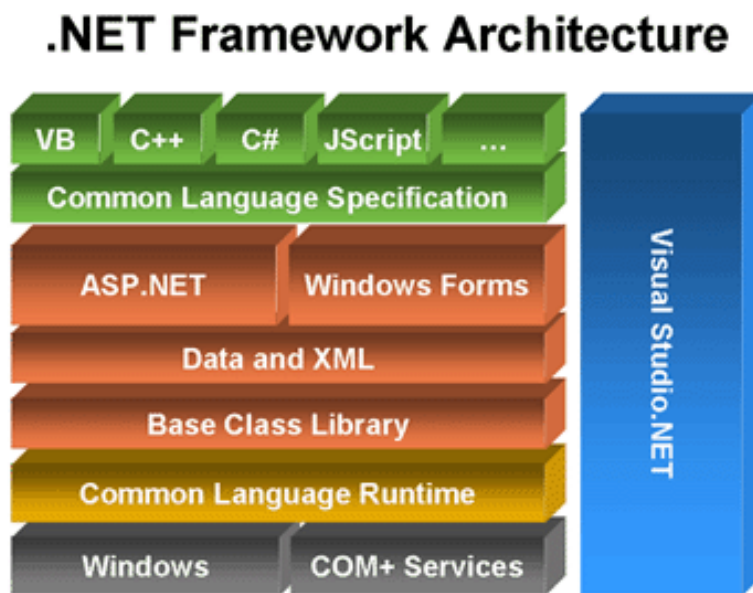 .NET Framework Architecture
VB
C++
C#
JScript
...
Common Language Specification
ASP.NET
Windows Forms
Data and XML
Base Class Library
Common Language Runtime
Windows
COM+ Services
Visual Studio.NET